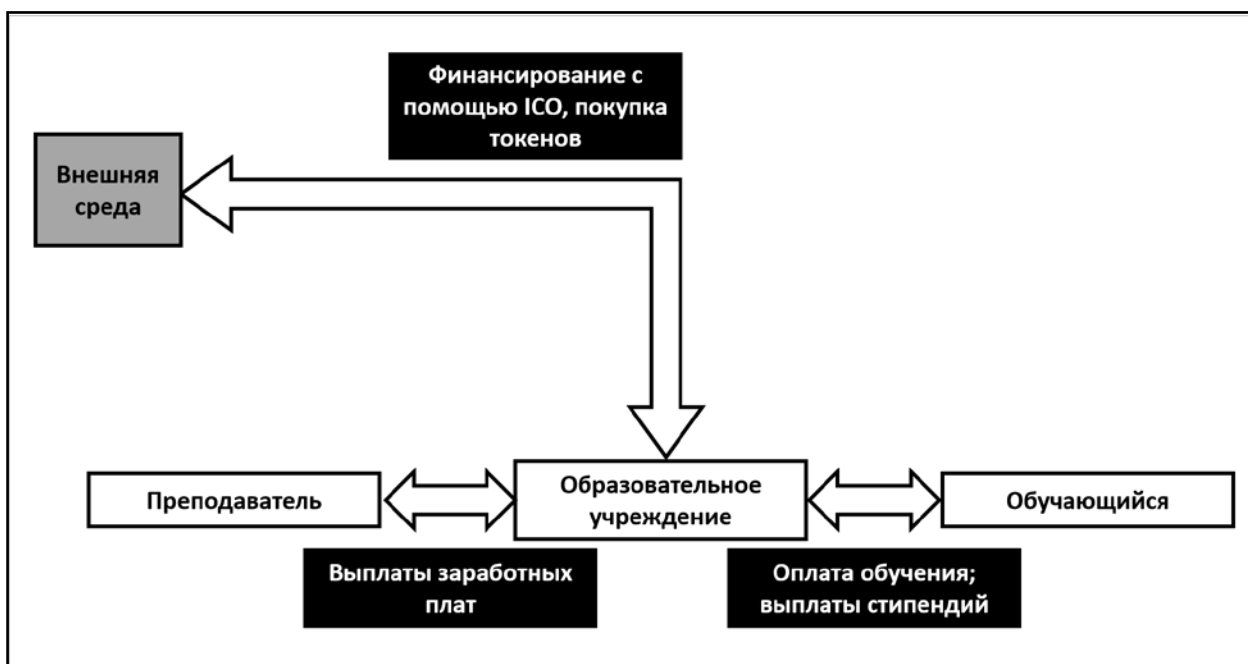 Финансирование с
помощью ICO, покупка
токенов
Внешняя
среда
Преподаватель
Образовательное
учреждение
Обучающийся
Выплаты заработных
плат
Оплата обучения;
выплаты стипендий